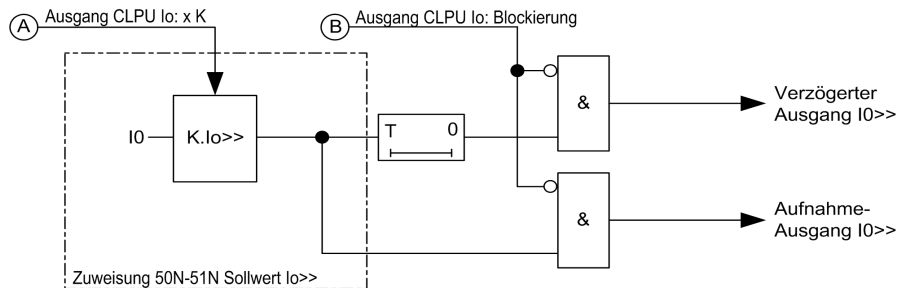 A
Ausgang CLPU Io: x K
B
Ausgang CLPU Io: Blockierung
I0
K.Io>>
T
0
&
&
Verzögerter
Ausgang I0>>
Aufnahme-
Ausgang I0>>
Zuweisung 50N-51N Sollwert Io>>